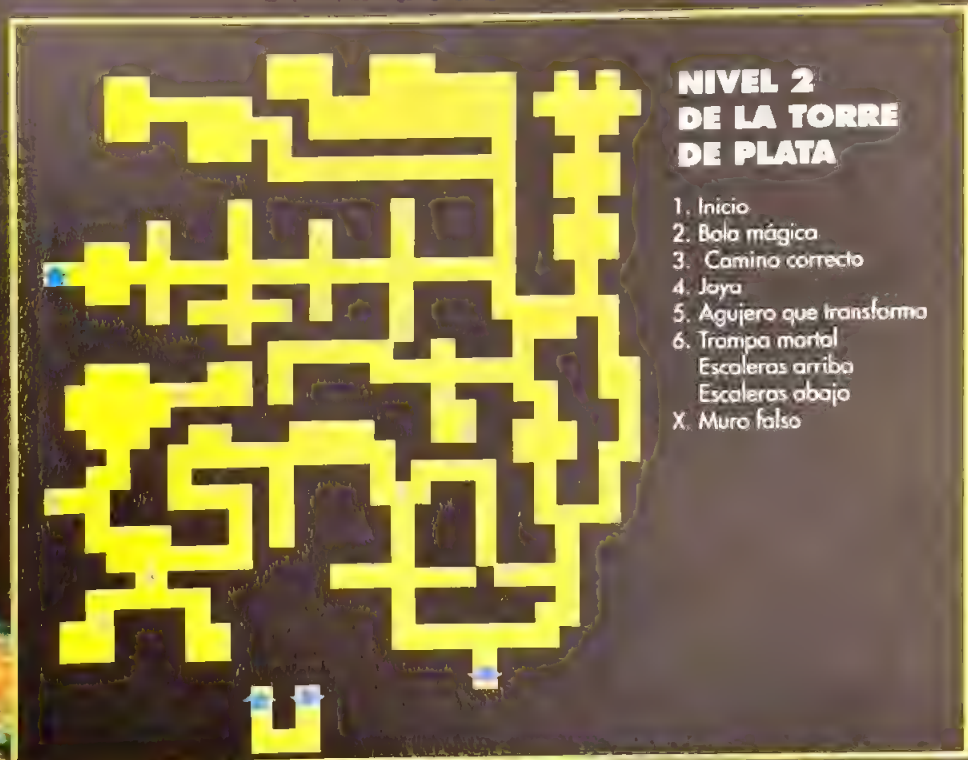 NIVEL 2
DE LA TORRE
DE PLATA
1. Inicio
2. Bola mágica
3. Camino correcto
4. Joya
5. Agujero que transforma
6. Trampa mortal
Escaleras arriba
Escaleras abajo
X. Muro falso